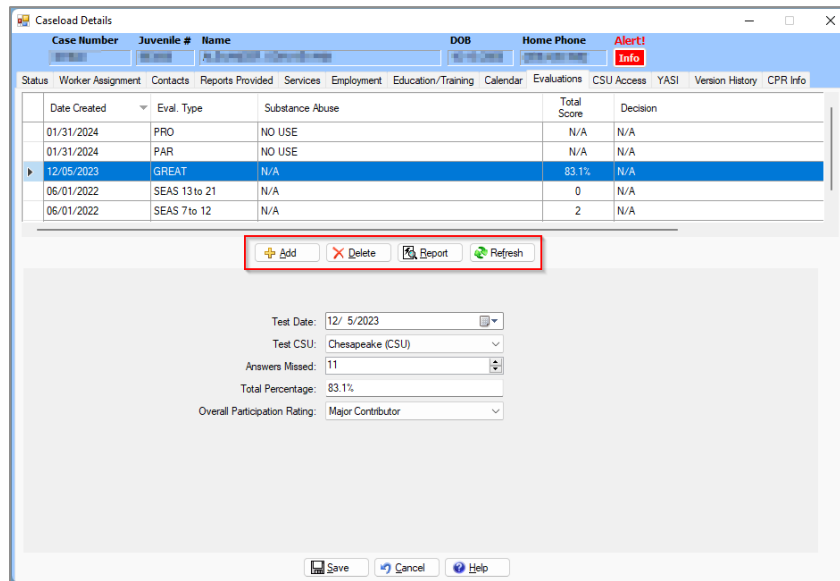 Caseload Details
Case Number Juvenile # Name DOB Home Phone Alert!
Info
Status Worker Assignment Contacts Reports Provided Services Employment Education/Training Calendar Evaluations CSU Access YASI Version History CPR Info
Date Created Eval. Type Substance Abuse Total Score Decision
01/31/2024 PRO NO USE N/A N/A
01/31/2024 PAR NO USE N/A N/A
12/05/2023 GREAT N/A 83.1% N/A
06/01/2022 SEAS 13 to 21 N/A 0 N/A
06/01/2022 SEAS 7 to 12 N/A 2 N/A
Add Delete Report Refresh
Test Date: 12/ 5/2023
Test CSU: Chesapeake (CSU)
Answers Missed: 11
Total Percentage: 83.1%
Overall Participation Rating: Major Contributor
Save Cancel Help